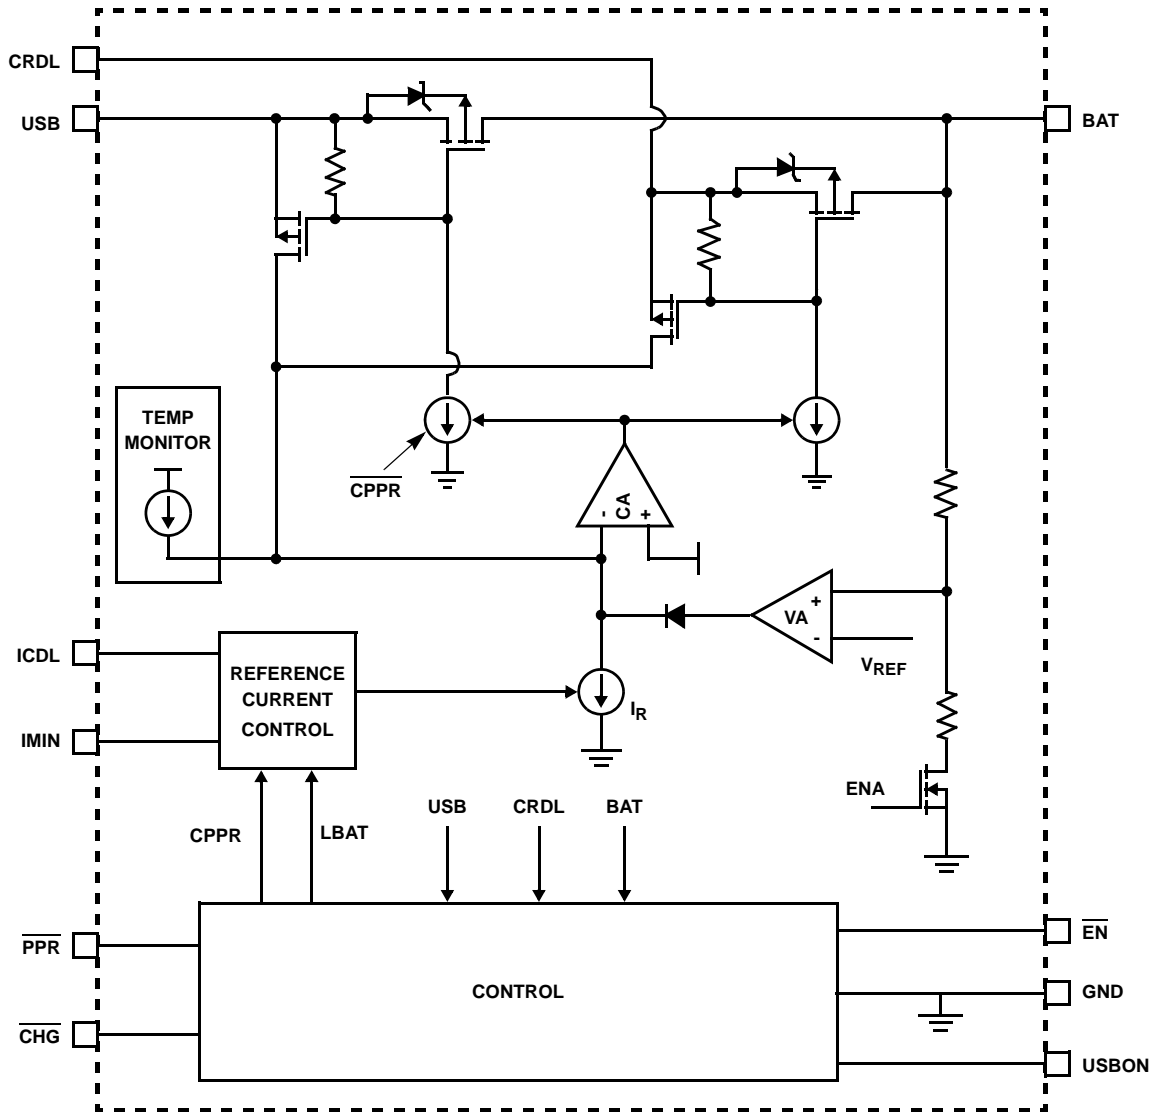 CRDL
USB
BAT
TEMP
MONITOR
CPPR
CA
-
+
VA
+
-
VREF
ICDL
IMIN
REFERENCE
CURRENT
CONTROL
IR
ENA
CPPR
LBAT
USB
CRDL
BAT
PPR
CHG
CONTROL
EN
GND
USBON